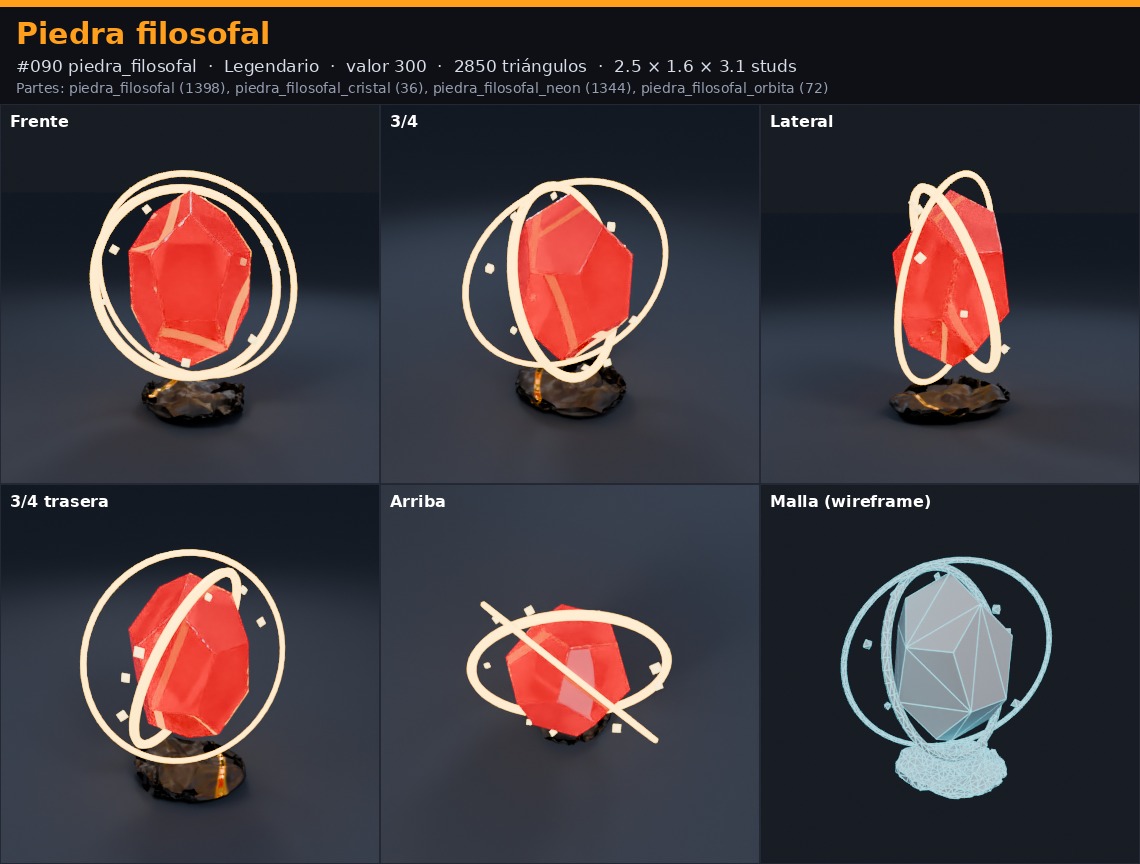 Piedra filosofal
#090 piedra_filosofal · Legendario · valor 300 · 2850 triángulos · 2.5 × 1.6 × 3.1 studs
Partes: piedra_filosofal (1398), piedra_filosofal_cristal (36), piedra_filosofal_neon (1344), piedra_filosofal_orbita (72)
Frente
3/4
Lateral
3/4 trasera
Arriba
Malla (wireframe)